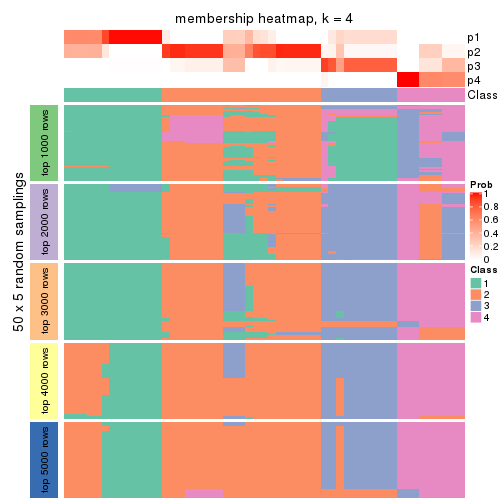 membership heatmap, k = 4
p1
p2
p3
p4
Class
50 x 5 random samplings
top 1000 rows
top 2000 rows
top 3000 rows
top 4000 rows
top 5000 rows
Prob
1
0.8
0.6
0.4
0.2
0
Class
1
2
3
4